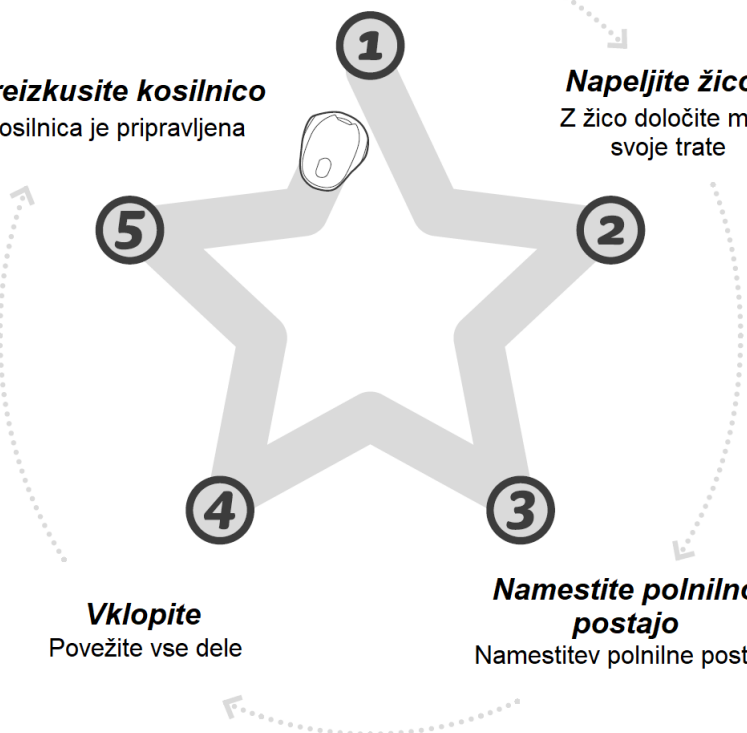 1
reizkusite kosilnico
osilnica je pripravljena
Napeljite žico
Z žico določite m
svoje trate
5
2
4
3
Vklopite
Povežite vse dele
Namestite polnilno
postajo
Namestitev polnilne post